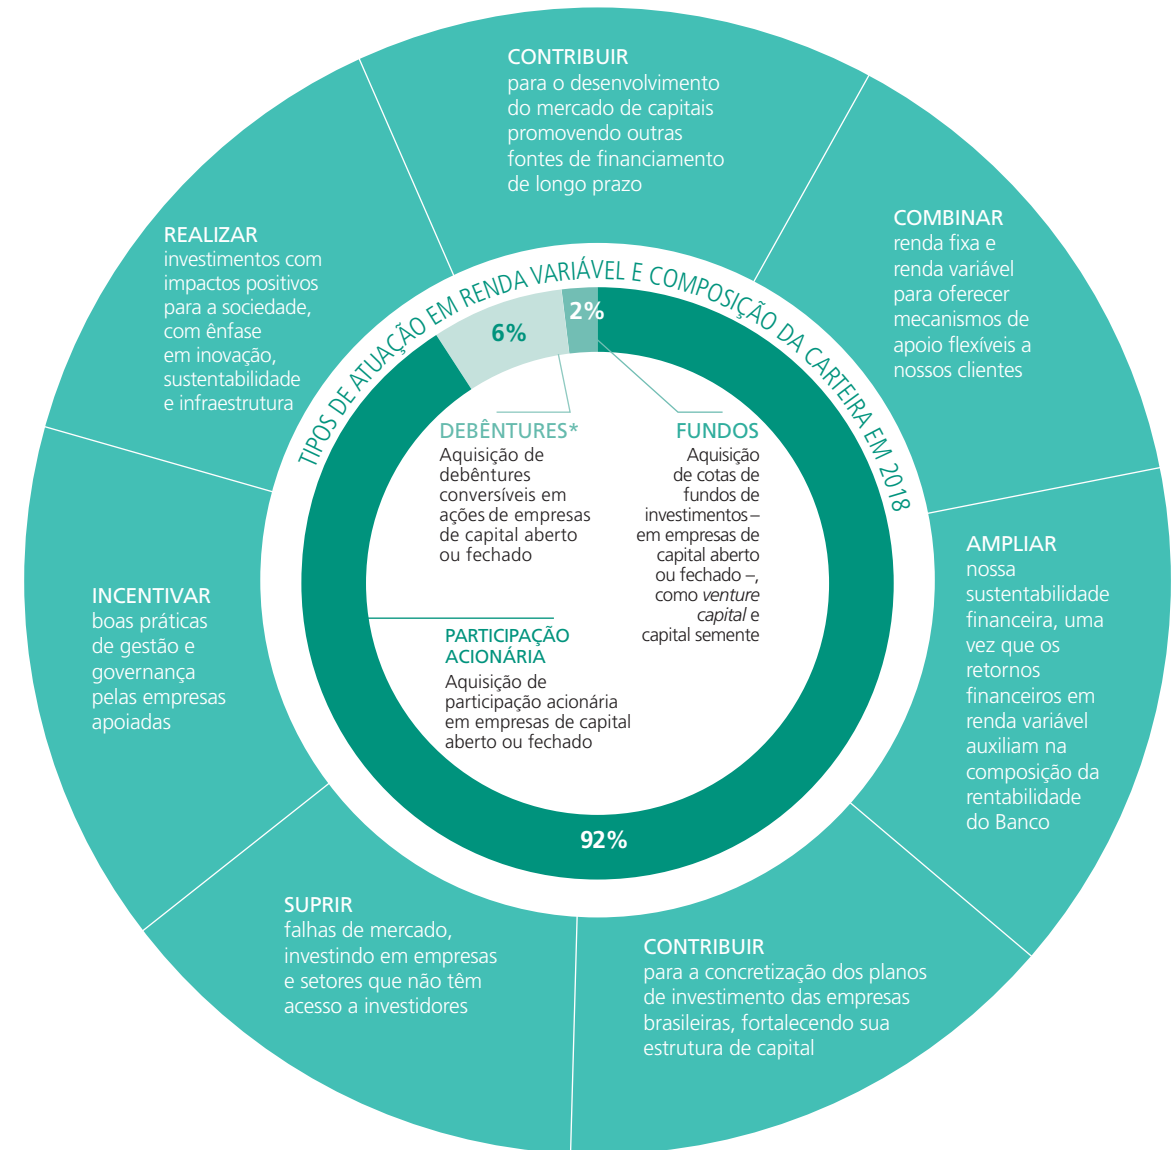 CONTRIBUIR
para o desenvolvimento
do mercado de capitais
promovendo outras
fontes de financiamento
de longo prazo
COMBINAR
renda fixa e
renda variável
para oferecer
mecanismos de
apoio flexíveis a
nossos clientes
AMPLIAR
nossa
sustentabilidade
financeira, uma
vez que os
retornos
financeiros em
renda variável
auxiliam na
composição da
rentabilidade
do Banco
CONTRIBUIR
para a concretização dos planos
de investimento das empresas
brasileiras, fortalecendo sua
estrutura de capital
SUPRIR
falhas de mercado,
investindo em empresas
e setores que não têm
acesso a investidores
INCENTIVAR
boas práticas
de gestão e
governança
pelas empresas
apoiadas
REALIZAR
investimentos com
impactos positivos
para a sociedade,
com ênfase
em inovação,
sustentabilidade
e infraestrutura
TIPOS DE ATUAÇÃO EM RENDA VARIÁVEL E COMPOSIÇÃO DA CARTEIRA EM 2018
6%
2%
DEBÊNTURES*
Aquisição de
debêntures
conversíveis em
ações de empresas
de capital aberto
ou fechado
FUNDOS
Aquisição
de cotas de
fundos de
investimentos –
em empresas de
capital aberto
ou fechado –,
como venture
capital e
capital semente
PARTICIPAÇÃO
ACIONÁRIA
Aquisição de
participação acionária
em empresas de capital
aberto ou fechado
92%